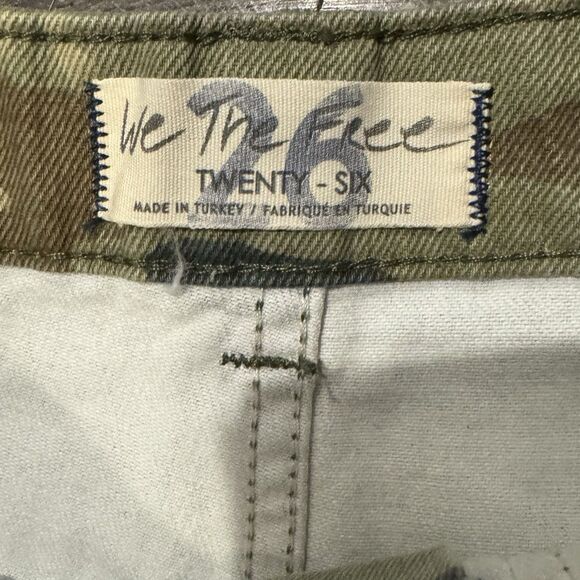 26
We The Free
TWENTY - SIX
MADE IN TURKEY / FABRIQUÉ EN TURQUIE